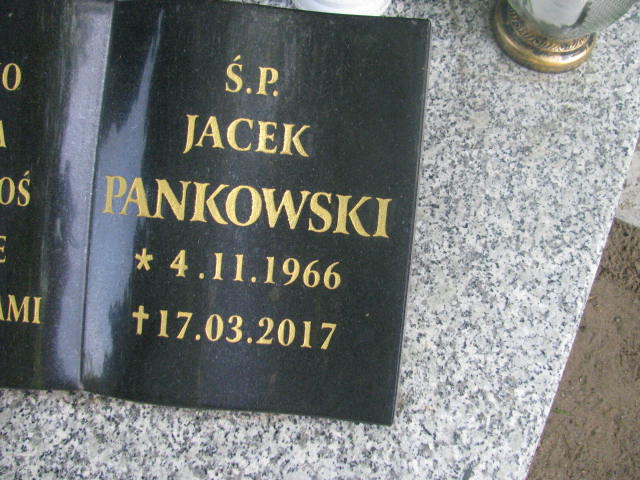 Ś.P.
JACEK
PANKOWSKI
* 4.11.1966
†17.03.2017